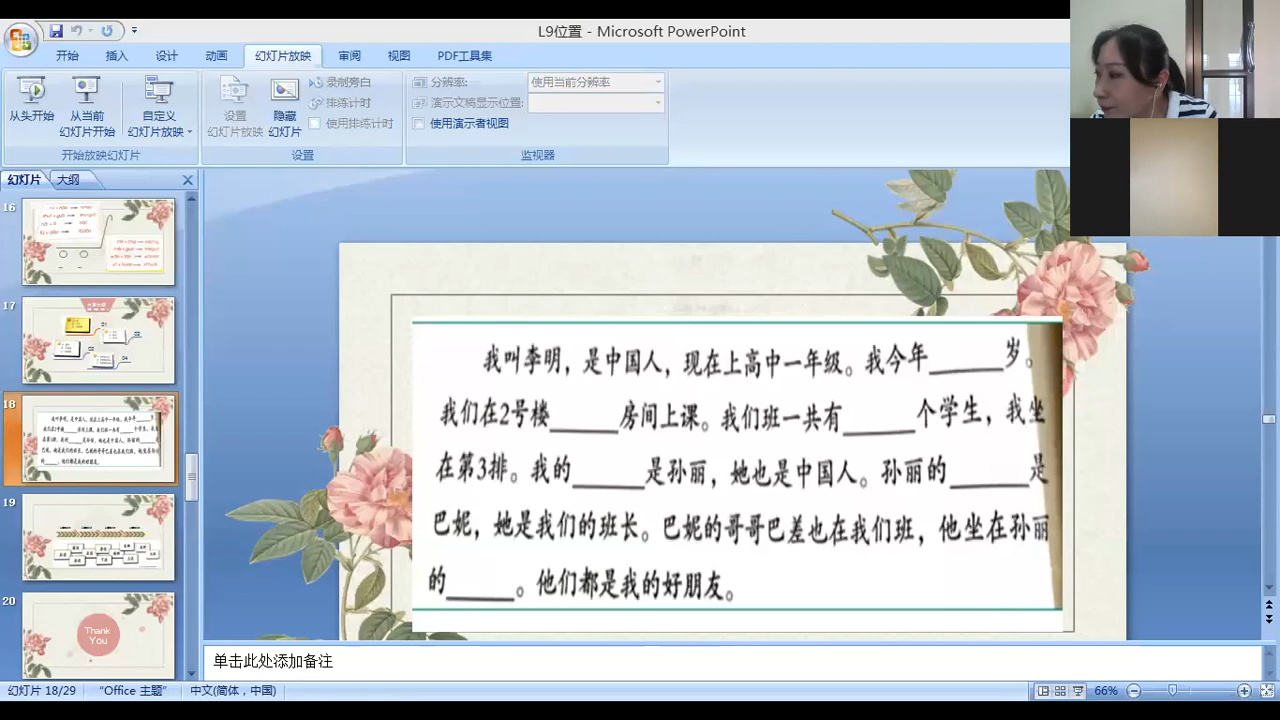 L9位置 - Microsoft PowerPoint
开始 插入 设计 动画 幻灯片放映 审阅 视图 PDF工具集
从头开始
从当前
幻灯片开始
自定义
幻灯片放映
开始放映幻灯片
设置
幻灯片放映
隐藏
幻灯片
录制旁白
排练计时
使用排练计时
设置
分辨率:
使用当前分辨率
演示文稿显示位置:
使用演示者视图
监视器
幻灯片 大纲
16
17
18
19
20
Thank
You
我叫李明，是中国人，现在上高中一年级。我今年______岁。
我们在2号楼______房间上课。我们班一共有______个学生，我坐
在第3排。我的______是孙丽，她也是中国人。孙丽的______是
巴妮，她是我们的班长。巴妮的哥哥巴差也在我们班，他坐在孙丽
的______。他们都是我的好朋友。
单击此处添加备注
幻灯片 18/29 "Office 主题" 中文(简体，中国) 66%